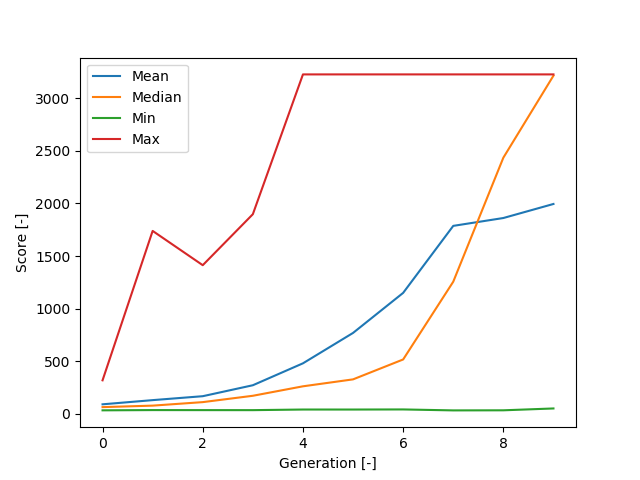 Mean
Median
Min
Max
3000
2500
2000
1500
1000
500
0
Score [-]
0 2 4 6 8
Generation [-]